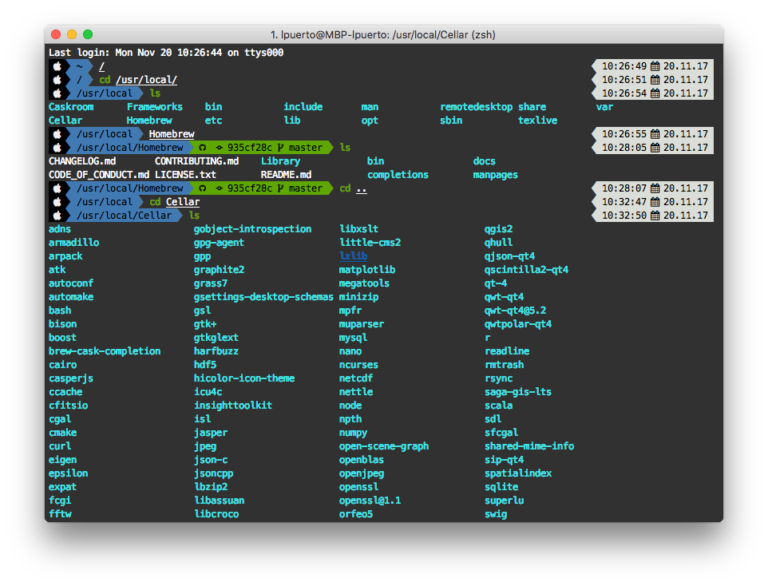 1. lpuerto@MBP-lpuerto: /usr/local/Cellar (zsh)
Last login: Mon Nov 20 10:26:44 on ttys000
~ / 10:26:49 20.11.17
/ cd /usr/local/ 10:26:51 20.11.17
/usr/local ls 10:26:54 20.11.17
Caskroom Frameworks bin include man remotedesktop share var
Cellar Homebrew etc lib opt sbin texlive
/usr/local Homebrew 10:26:55 20.11.17
/usr/local/Homebrew 935cf28c master ls 10:28:05 20.11.17
CHANGELOG.md CONTRIBUTING.md Library bin docs
CODE_OF_CONDUCT.md LICENSE.txt README.md completions manpages
/usr/local/Homebrew 935cf28c master cd .. 10:28:07 20.11.17
/usr/local cd Cellar 10:32:47 20.11.17
/usr/local/Cellar ls 10:32:50 20.11.17
adns gobject-introspection libxslt qgis2
armadillo gpg-agent little-cms2 qhull
arpack gpp lzlib qjson-qt4
atk graphite2 matplotlib qscintilla2-qt4
autoconf grass7 megatools qt-4
automake gsettings-desktop-schemas minizip qwt-qt4
bash gsl mpfr qwt-qt4@5.2
bison gtk+ muparser qwtpolar-qt4
boost gtkglext mysql r
brew-cask-completion harfbuzz nano readline
cairo hdf5 ncurses rmtrash
casperjs hicolor-icon-theme netcdf rsync
ccache icu4c nettle saga-gis-lts
cfitsio insighttoolkit node scala
cgal isl npth sdl
cmake jasper numpy sfcgal
curl jpeg open-scene-graph shared-mime-info
eigen json-c openblas sip-qt4
epsilon jsoncpp openjpeg spatialindex
expat lbzip2 openssl sqlite
fcgi libassuan openssl@1.1 superlu
fftw libcroco orfeo5 swig